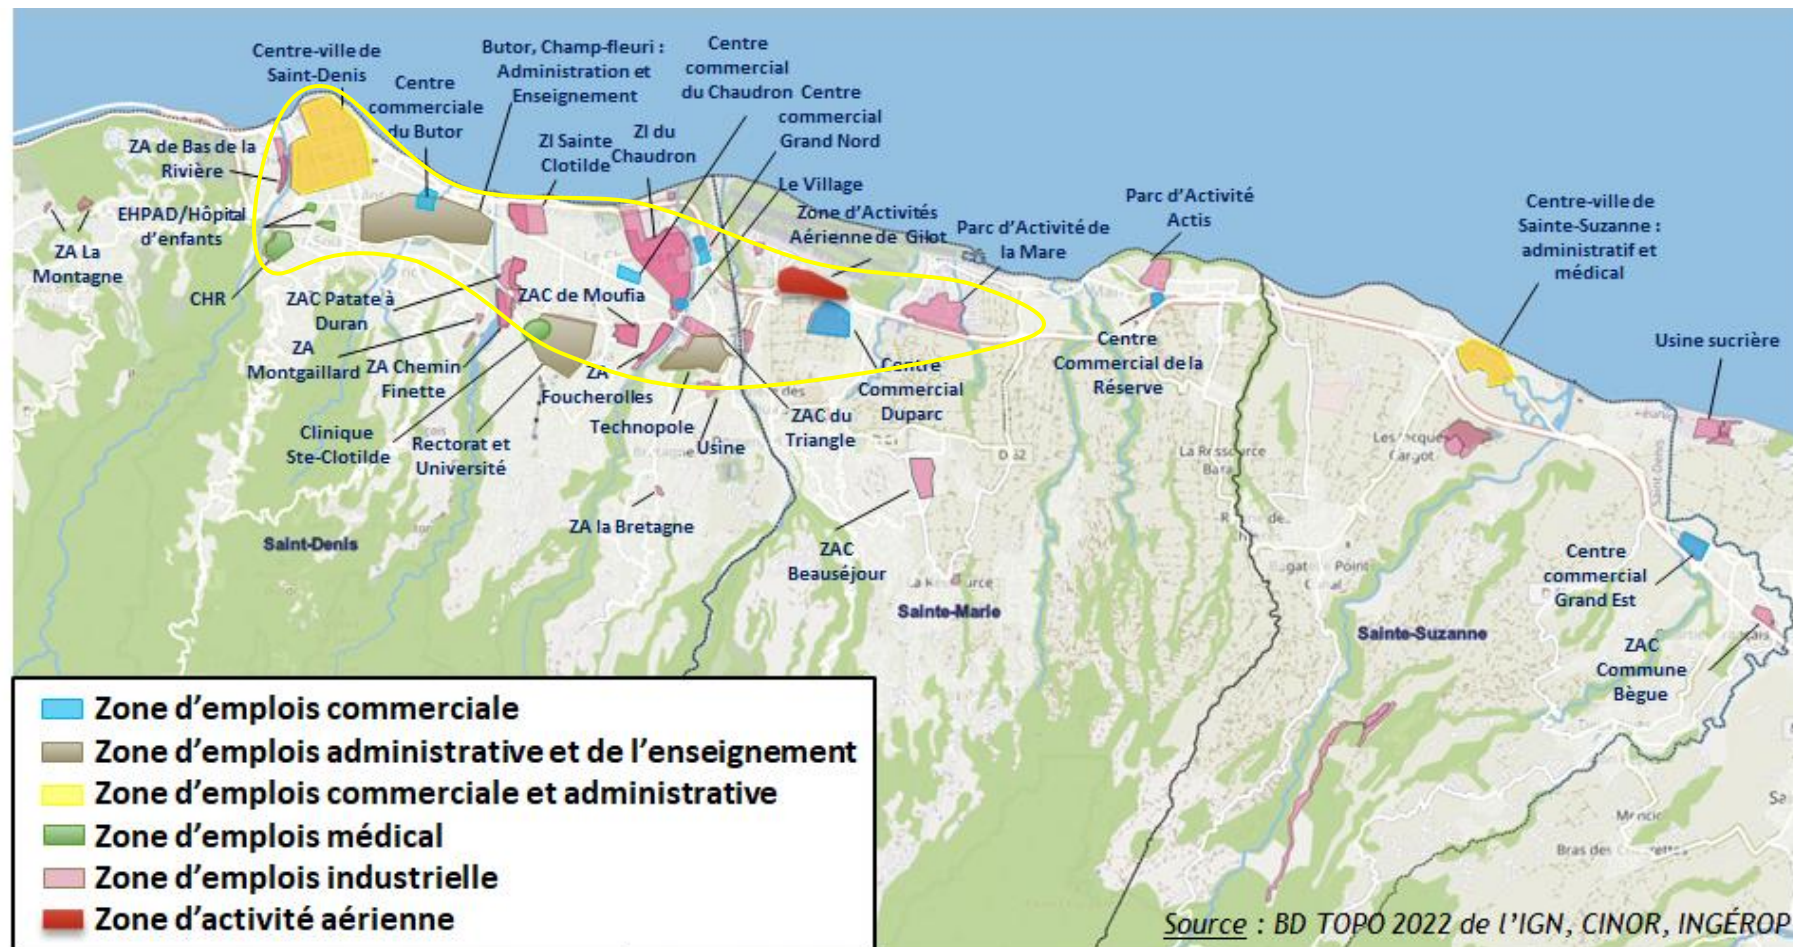 Centre-ville de
Saint-Denis
Centre
commerciale
du Butor
Butor, Champ-fleuri :
Administration et
Enseignement
Centre
commercial
du Chaudron
Centre
commercial
Grand Nord
ZI Sainte
Clotilde
ZI du
Chaudron
Le Village
Zone d'Activités
Aérienne de Gilot
Parc d'Activité de
la Mare
Parc d'Activité
Actis
Centre-ville de
Sainte-Suzanne :
administratif et
médical
Usine sucrière
ZA de Bas de la
Rivière
EHPAD/Hôpital
d'enfants
ZA La
Montagne
CHR
ZAC Patate à
Duran
ZAC de Moufia
ZA
Montgaillard
ZA Chemin
Finette
ZA
Foucherolles
Clinique
Ste-Clotilde
Rectorat et
Université
Technopole
Usine
ZAC du
Triangle
Centre
Commercial
Duparc
Centre
Commercial de la
Réserve
ZA la Bretagne
ZAC
Beauséjour
Centre
commercial
Grand Est
ZAC
Commune
Bègue
Saint-Denis
Sainte-Marie
Sainte-Suzanne
La Ressource
Bras des
Zone d'emplois commerciale
Zone d'emplois administrative et de l'enseignement
Zone d'emplois commerciale et administrative
Zone d'emplois médical
Zone d'emplois industrielle
Zone d'activité aérienne
Source : BD TOPO 2022 de l'IGN, CINOR, INGÉROP